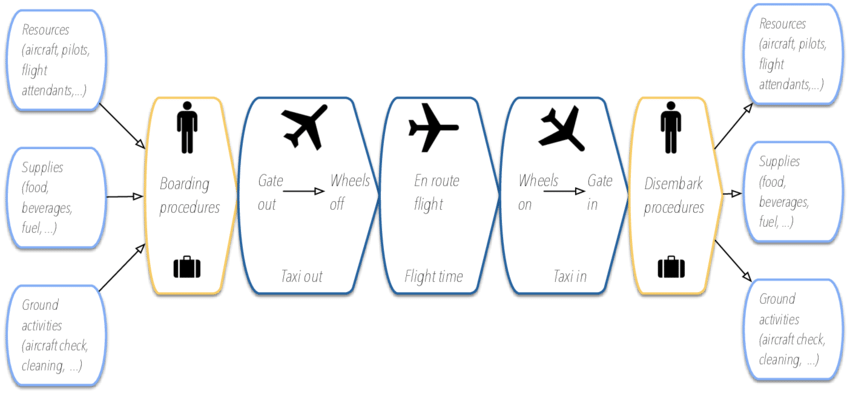 Resources
(aircraft, pilots,
flight
attendants,...)
Supplies
(food,
beverages,
fuel, ...)
Ground
activities
(aircraft check,
cleaning, ...)
Boarding
procedures
Gate
out
Wheels
off
Taxi out
En route
flight
Flight time
Wheels
on
Gate
in
Taxi in
Disembark
procedures
Resources
(aircraft, pilots,
flight
attendants,...)
Supplies
(food,
beverages,
fuel, ...)
Ground
activities
(aircraft check,
cleaning, ...)